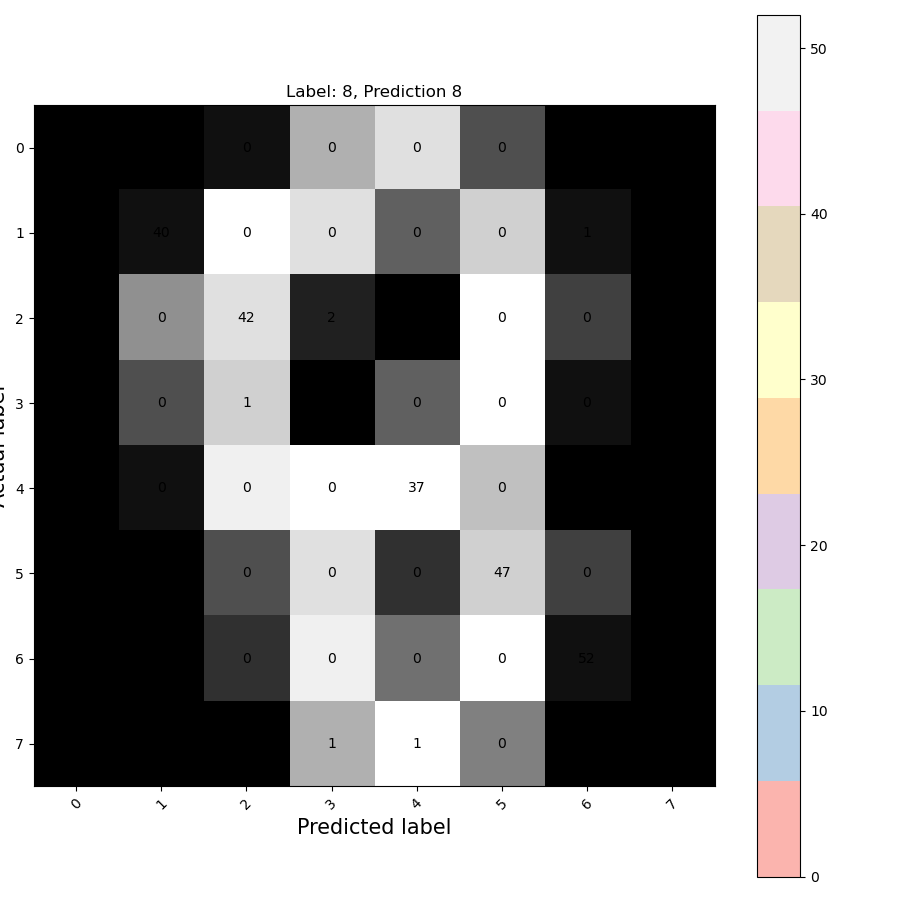 Label: 8, Prediction 8
50
40
30
20
10
0
0 0 0 0 0
1 40 0 0 0 0 1
2 0 42 2 0 0
3 0 1 0 0 0
4 0 0 0 37 0
5 0 0 0 47 0
6 0 0 0 0 52
7 1 1 0
0 1 2 3 4 5 6 7
Predicted label
Actual label